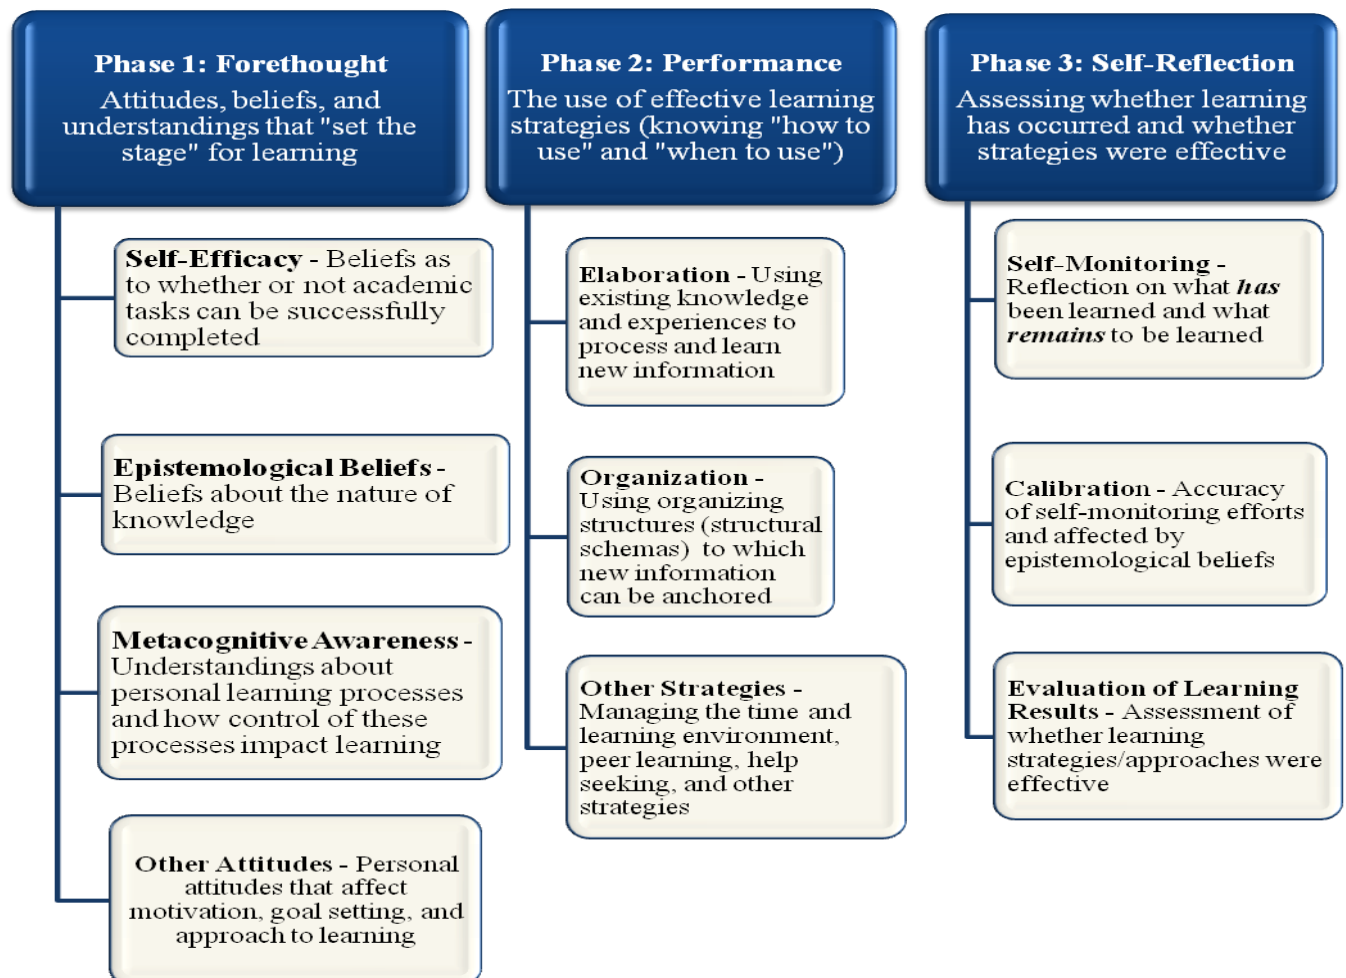 Phase 1: Forethought
Attitudes, beliefs, and
understandings that "set the
stage" for learning
Self-Efficacy - Beliefs as
to whether or not academic
tasks can be successfully
completed
Epistemological Beliefs -
Beliefs about the nature of
knowledge
Metacognitive Awareness -
Understandings about
personal learning processes
and how control of these
processes impact learning
Other Attitudes - Personal
attitudes that affect
motivation, goal setting, and
approach to learning
Phase 2: Performance
The use of effective learning
strategies (knowing "how to
use" and "when to use")
Elaboration - Using
existing knowledge
and experiences to
process and learn
new information
Organization -
Using organizing
structures (structural
schemas) to which
new information
can be anchored
Other Strategies -
Managing the time and
learning environment,
peer learning, help
seeking, and other
strategies
Phase 3: Self-Reflection
Assessing whether learning
has occurred and whether
strategies were effective
Self-Monitoring -
Reflection on what has
been learned and what
remains to be learned
Calibration - Accuracy
of self-monitoring efforts
and affected by
epistemological beliefs
Evaluation of Learning
Results - Assessment of
whether learning
strategies/approaches were
effective